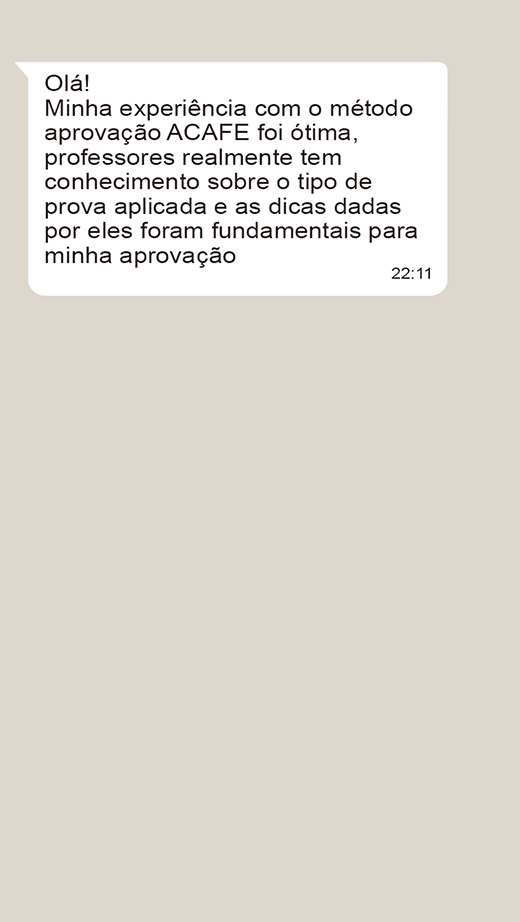 Olá!
Minha experiência com o método
aprovação ACAFE foi ótima,
professores realmente tem
conhecimento sobre o tipo de
prova aplicada e as dicas dadas
por eles foram fundamentais para
minha aprovação
22:11